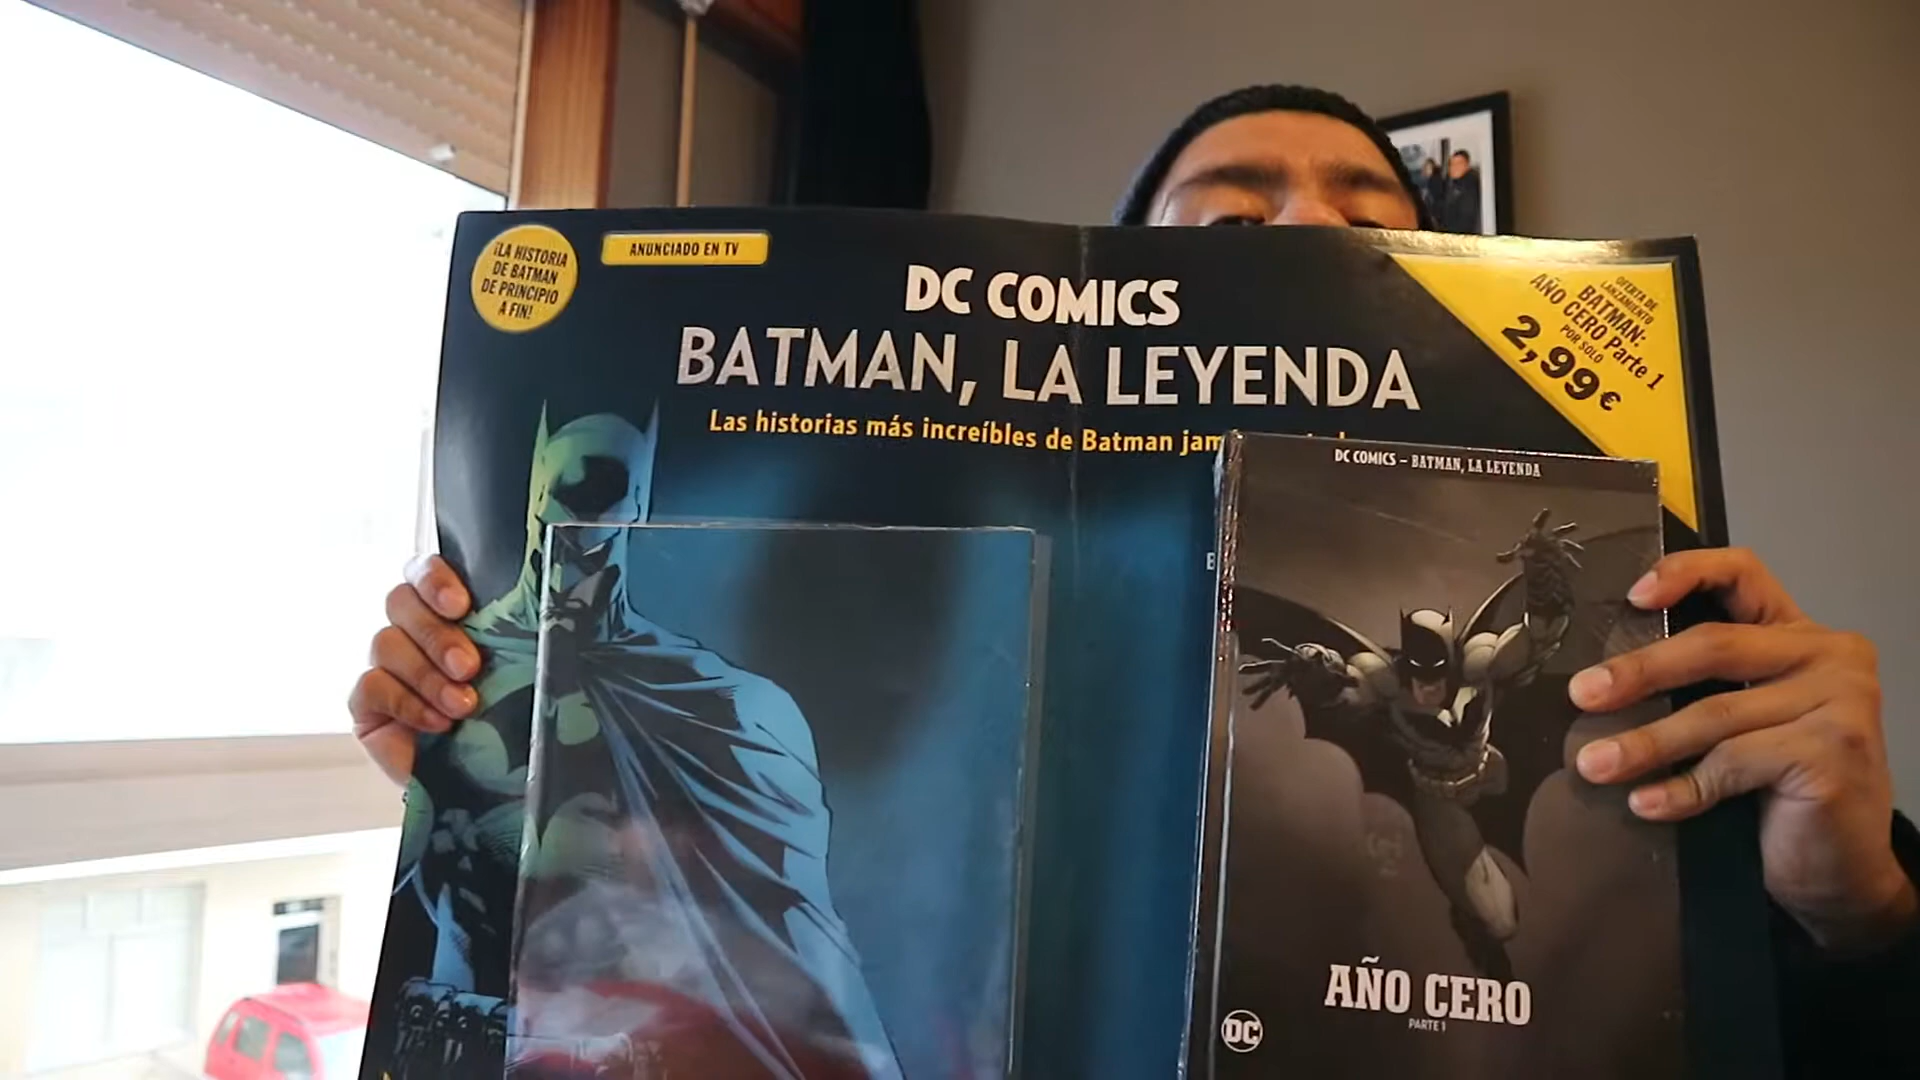 ¡LA HISTORIA
DE BATMAN
DE PRINCIPIO
A FIN!
ANUNCIADO EN TV
DC COMICS
BATMAN, LA LEYENDA
Las historias más increíbles de Batman
OFERTA DE
LANZAMIENTO
BATMAN:
AÑO CERO Parte 1
POR SOLO
2,99€
DC COMICS – BATMAN, LA LEYENDA
AÑO CERO
PARTE 1
DC